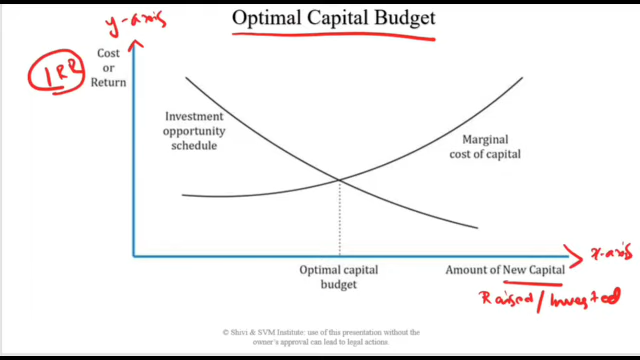 Optimal Capital Budget
y-axis
IRR
Cost
or
Return
Investment
opportunity
schedule
Marginal
cost of capital
x-axis
Optimal capital
budget
Amount of New Capital
Raised/Invested
© Shivi & SVM Institute: use of this presentation without the
owner's approval can lead to legal actions.